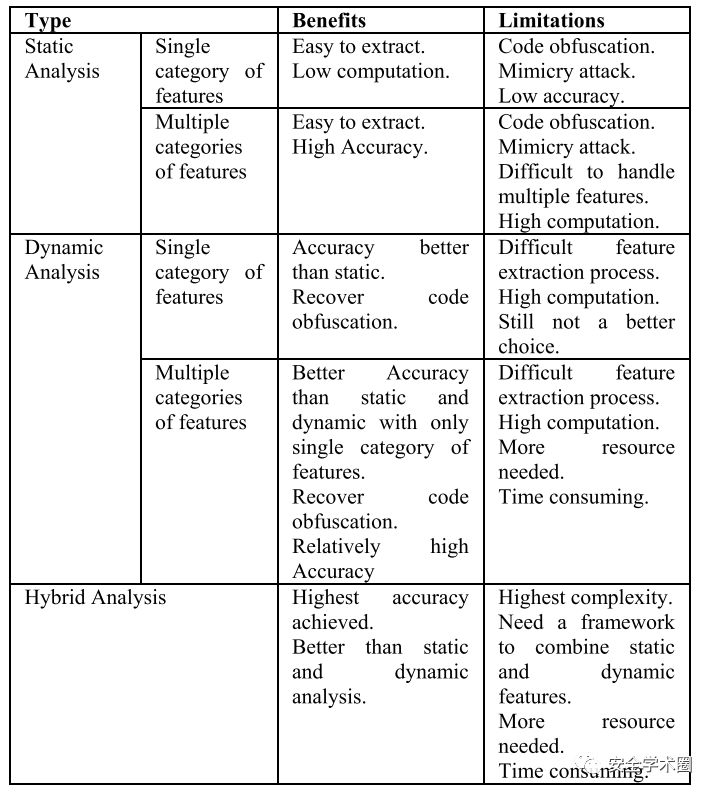 Type Benefits Limitations
Static Analysis
Single category of features
Easy to extract.
Low computation.
Code obfuscation.
Mimicry attack.
Low accuracy.
Multiple categories of features
Easy to extract.
High Accuracy.
Code obfuscation.
Mimicry attack.
Difficult to handle
multiple features.
High computation.
Dynamic
Analysis
Single
category of
features
Accuracy better
than static.
Recover code
obfuscation.
Difficult feature
extraction process.
High computation.
Still not a better
choice.
Multiple
categories
of features
Better Accuracy
than static and
dynamic with only
single category of
features.
Recover code
obfuscation.
Relatively high
Accuracy
Difficult feature
extraction process.
High computation.
More resource
needed.
Time consuming.
Hybrid Analysis
Highest accuracy
achieved.
Better than static
and dynamic
analysis.
Highest complexity.
Need a framework
to combine static
and dynamic
features.
More resource
needed.
Time consuming.
安全学术圈